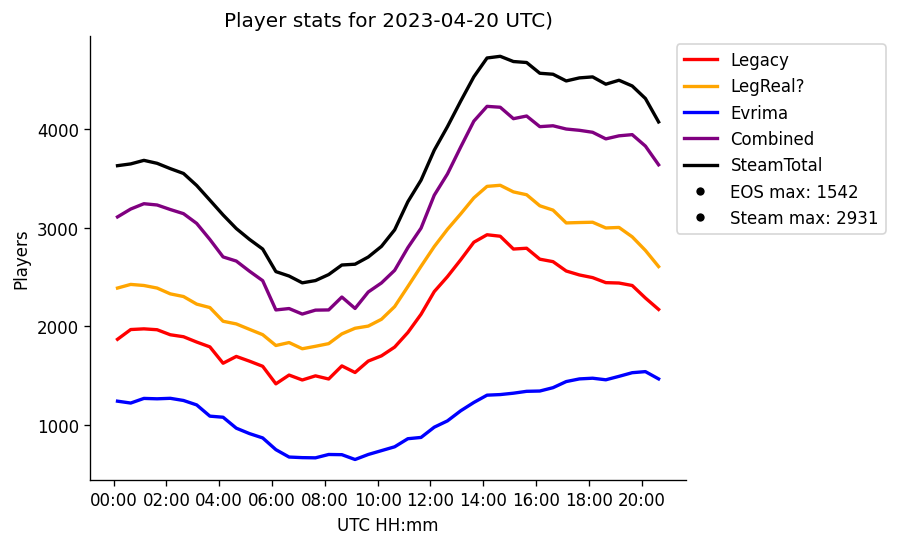 Player stats for 2023-04-20 UTC)
Legacy
LegReal?
Evrima
Combined
SteamTotal
EOS max: 1542
Steam max: 2931
4000
3000
2000
1000
Players
00:00 02:00 04:00 06:00 08:00 10:00 12:00 14:00 16:00 18:00 20:00
UTC HH:mm